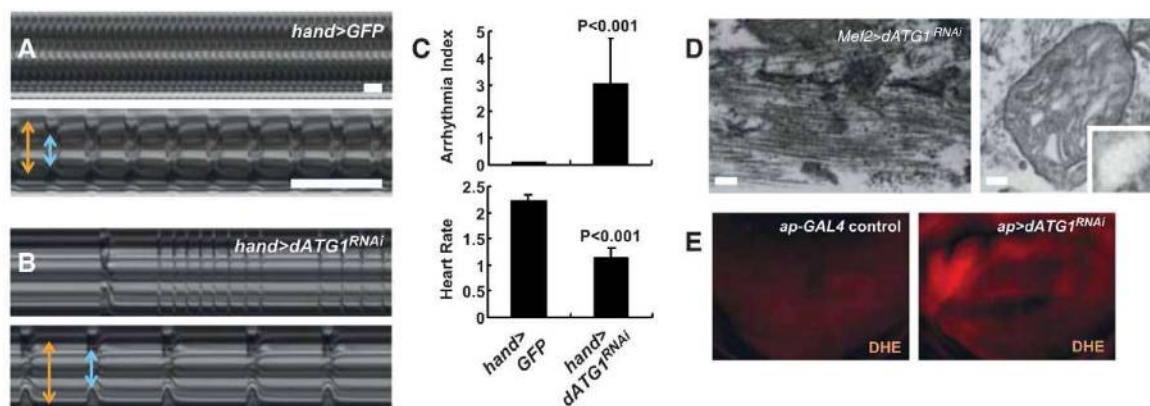 A
hand>GFP
B
hand>dATG1RNAi
C
P<0.001
Arrhythmia Index
5
4
3
2
1
0
P<0.001
Heart Rate
2.5
2
1.5
1
0.5
0
hand>
GFP
hand>
dATG1RNAi
D
Mef2>dATG1RNAi
E
ap-GAL4 control
DHE
ap>dATG1RNAi
DHE